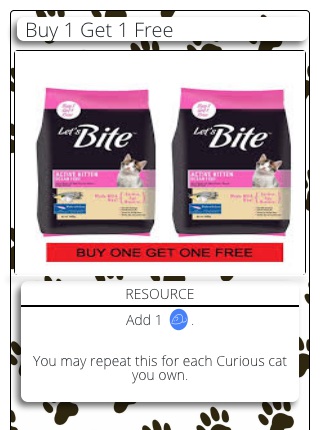 Buy 1 Get 1 Free
Let's Bite
Let's Bite
ACTIVE KITTEN
ACTIVE KITTEN
BUY ONE GET ONE FREE
RESOURCE
Add 1 .
You may repeat this for each Curious cat
you own.